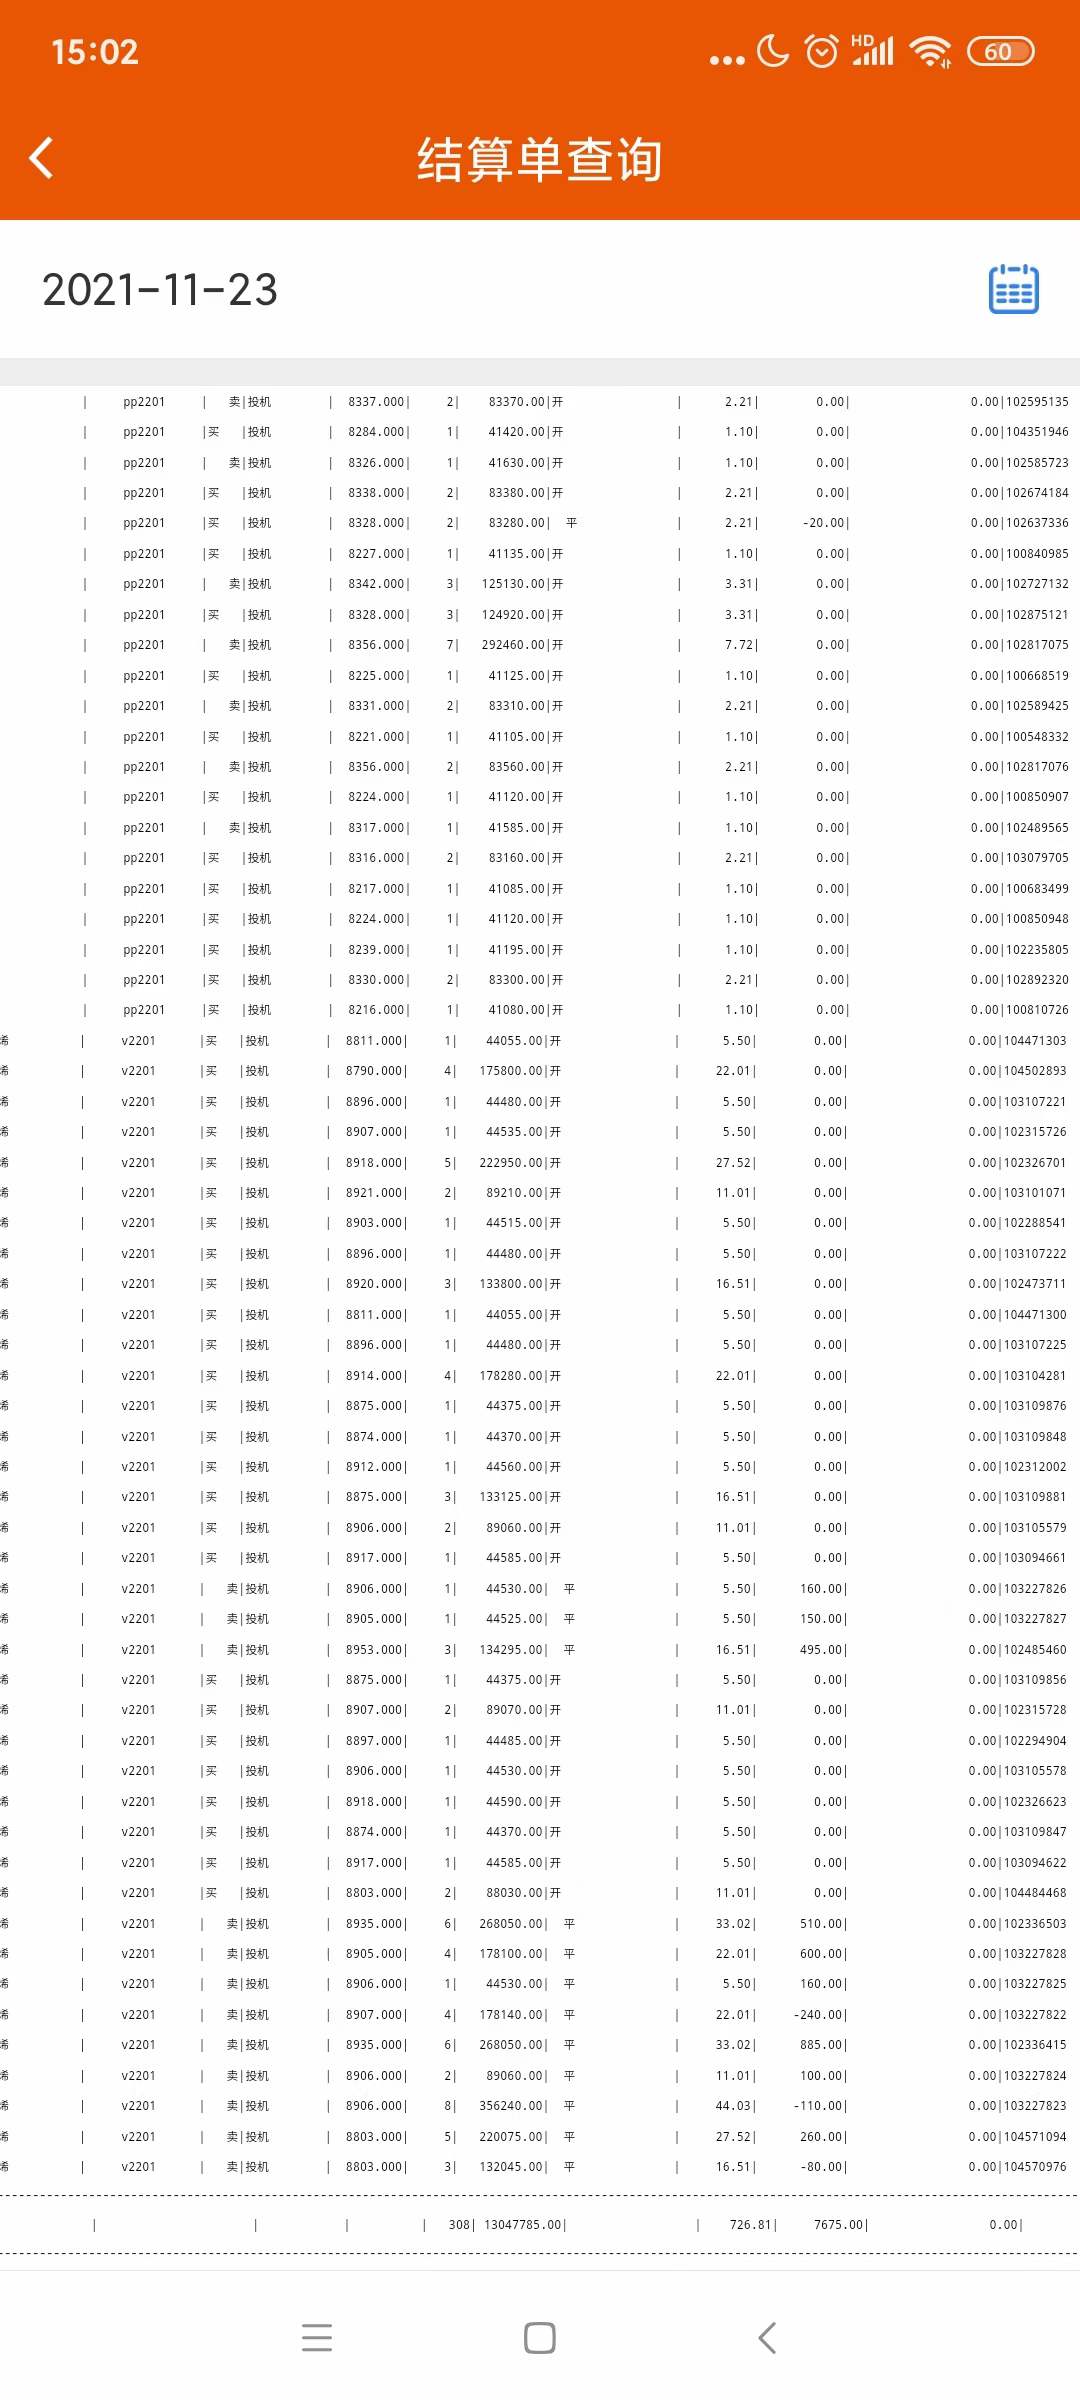 15:02 HD 60
结算单查询
2021-11-23
| pp2201 | 卖|投机 | 8337.000| 2| 83370.00|开 | 2.21| 0.00| 0.00|102595135
| pp2201 |买 |投机 | 8284.000| 1| 41420.00|开 | 1.10| 0.00| 0.00|104351946
| pp2201 | 卖|投机 | 8326.000| 1| 41630.00|开 | 1.10| 0.00| 0.00|102585723
| pp2201 |买 |投机 | 8338.000| 2| 83380.00|开 | 2.21| 0.00| 0.00|102674184
| pp2201 |买 |投机 | 8328.000| 2| 83280.00| 平 | 2.21| -20.00| 0.00|102637336
| pp2201 |买 |投机 | 8227.000| 1| 41135.00|开 | 1.10| 0.00| 0.00|100840985
| pp2201 | 卖|投机 | 8342.000| 3| 125130.00|开 | 3.31| 0.00| 0.00|102727132
| pp2201 |买 |投机 | 8328.000| 3| 124920.00|开 | 3.31| 0.00| 0.00|102875121
| pp2201 | 卖|投机 | 8356.000| 7| 292460.00|开 | 7.72| 0.00| 0.00|102817075
| pp2201 |买 |投机 | 8225.000| 1| 41125.00|开 | 1.10| 0.00| 0.00|100668519
| pp2201 | 卖|投机 | 8331.000| 2| 83310.00|开 | 2.21| 0.00| 0.00|102589425
| pp2201 |买 |投机 | 8221.000| 1| 41105.00|开 | 1.10| 0.00| 0.00|100548332
| pp2201 | 卖|投机 | 8356.000| 2| 83560.00|开 | 2.21| 0.00| 0.00|102817076
| pp2201 |买 |投机 | 8224.000| 1| 41120.00|开 | 1.10| 0.00| 0.00|100850907
| pp2201 | 卖|投机 | 8317.000| 1| 41585.00|开 | 1.10| 0.00| 0.00|102489565
| pp2201 |买 |投机 | 8316.000| 2| 83160.00|开 | 2.21| 0.00| 0.00|103079705
| pp2201 |买 |投机 | 8217.000| 1| 41085.00|开 | 1.10| 0.00| 0.00|100683499
| pp2201 |买 |投机 | 8224.000| 1| 41120.00|开 | 1.10| 0.00| 0.00|100850948
| pp2201 |买 |投机 | 8239.000| 1| 41195.00|开 | 1.10| 0.00| 0.00|102235805
| pp2201 |买 |投机 | 8330.000| 2| 83300.00|开 | 2.21| 0.00| 0.00|102892320
| pp2201 |买 |投机 | 8216.000| 1| 41080.00|开 | 1.10| 0.00| 0.00|100810726
烯 | v2201 |买 |投机 | 8811.000| 1| 44055.00|开 | 5.50| 0.00| 0.00|104471303
烯 | v2201 |买 |投机 | 8790.000| 4| 175800.00|开 | 22.01| 0.00| 0.00|104502893
烯 | v2201 |买 |投机 | 8896.000| 1| 44480.00|开 | 5.50| 0.00| 0.00|103107221
烯 | v2201 |买 |投机 | 8907.000| 1| 44535.00|开 | 5.50| 0.00| 0.00|102315726
烯 | v2201 |买 |投机 | 8918.000| 5| 222950.00|开 | 27.52| 0.00| 0.00|102326701
烯 | v2201 |买 |投机 | 8921.000| 2| 89210.00|开 | 11.01| 0.00| 0.00|103101071
烯 | v2201 |买 |投机 | 8903.000| 1| 44515.00|开 | 5.50| 0.00| 0.00|102288541
烯 | v2201 |买 |投机 | 8896.000| 1| 44480.00|开 | 5.50| 0.00| 0.00|103107222
烯 | v2201 |买 |投机 | 8920.000| 3| 133800.00|开 | 16.51| 0.00| 0.00|102473711
烯 | v2201 |买 |投机 | 8811.000| 1| 44055.00|开 | 5.50| 0.00| 0.00|104471300
烯 | v2201 |买 |投机 | 8896.000| 1| 44480.00|开 | 5.50| 0.00| 0.00|103107225
烯 | v2201 |买 |投机 | 8914.000| 4| 178280.00|开 | 22.01| 0.00| 0.00|103104281
烯 | v2201 |买 |投机 | 8875.000| 1| 44375.00|开 | 5.50| 0.00| 0.00|103109876
烯 | v2201 |买 |投机 | 8874.000| 1| 44370.00|开 | 5.50| 0.00| 0.00|103109848
烯 | v2201 |买 |投机 | 8912.000| 1| 44560.00|开 | 5.50| 0.00| 0.00|102312002
烯 | v2201 |买 |投机 | 8875.000| 3| 133125.00|开 | 16.51| 0.00| 0.00|103109881
烯 | v2201 |买 |投机 | 8906.000| 2| 89060.00|开 | 11.01| 0.00| 0.00|103105579
烯 | v2201 |买 |投机 | 8917.000| 1| 44585.00|开 | 5.50| 0.00| 0.00|103094661
烯 | v2201 | 卖|投机 | 8906.000| 1| 44530.00| 平 | 5.50| 160.00| 0.00|103227826
烯 | v2201 | 卖|投机 | 8905.000| 1| 44525.00| 平 | 5.50| 150.00| 0.00|103227827
烯 | v2201 | 卖|投机 | 8953.000| 3| 134295.00| 平 | 16.51| 495.00| 0.00|102485460
烯 | v2201 |买 |投机 | 8875.000| 1| 44375.00|开 | 5.50| 0.00| 0.00|103109856
烯 | v2201 |买 |投机 | 8907.000| 2| 89070.00|开 | 11.01| 0.00| 0.00|102315728
烯 | v2201 |买 |投机 | 8897.000| 1| 44485.00|开 | 5.50| 0.00| 0.00|102294904
烯 | v2201 |买 |投机 | 8906.000| 1| 44530.00|开 | 5.50| 0.00| 0.00|103105578
烯 | v2201 |买 |投机 | 8918.000| 1| 44590.00|开 | 5.50| 0.00| 0.00|102326623
烯 | v2201 |买 |投机 | 8874.000| 1| 44370.00|开 | 5.50| 0.00| 0.00|103109847
烯 | v2201 |买 |投机 | 8917.000| 1| 44585.00|开 | 5.50| 0.00| 0.00|103094622
烯 | v2201 |买 |投机 | 8803.000| 2| 88030.00|开 | 11.01| 0.00| 0.00|104484468
烯 | v2201 | 卖|投机 | 8935.000| 6| 268050.00| 平 | 33.02| 510.00| 0.00|102336503
烯 | v2201 | 卖|投机 | 8905.000| 4| 178100.00| 平 | 22.01| 600.00| 0.00|103227828
烯 | v2201 | 卖|投机 | 8906.000| 1| 44530.00| 平 | 5.50| 160.00| 0.00|103227825
烯 | v2201 | 卖|投机 | 8907.000| 4| 178140.00| 平 | 22.01| -240.00| 0.00|103227822
烯 | v2201 | 卖|投机 | 8935.000| 6| 268050.00| 平 | 33.02| 885.00| 0.00|102336415
烯 | v2201 | 卖|投机 | 8906.000| 2| 89060.00| 平 | 11.01| 100.00| 0.00|103227824
烯 | v2201 | 卖|投机 | 8906.000| 8| 356240.00| 平 | 44.03| -110.00| 0.00|103227823
烯 | v2201 | 卖|投机 | 8803.000| 5| 220075.00| 平 | 27.52| 260.00| 0.00|104571094
烯 | v2201 | 卖|投机 | 8803.000| 3| 132045.00| 平 | 16.51| -80.00| 0.00|104570976
| | | | 308| 13047785.00| | 726.81| 7675.00| 0.00|